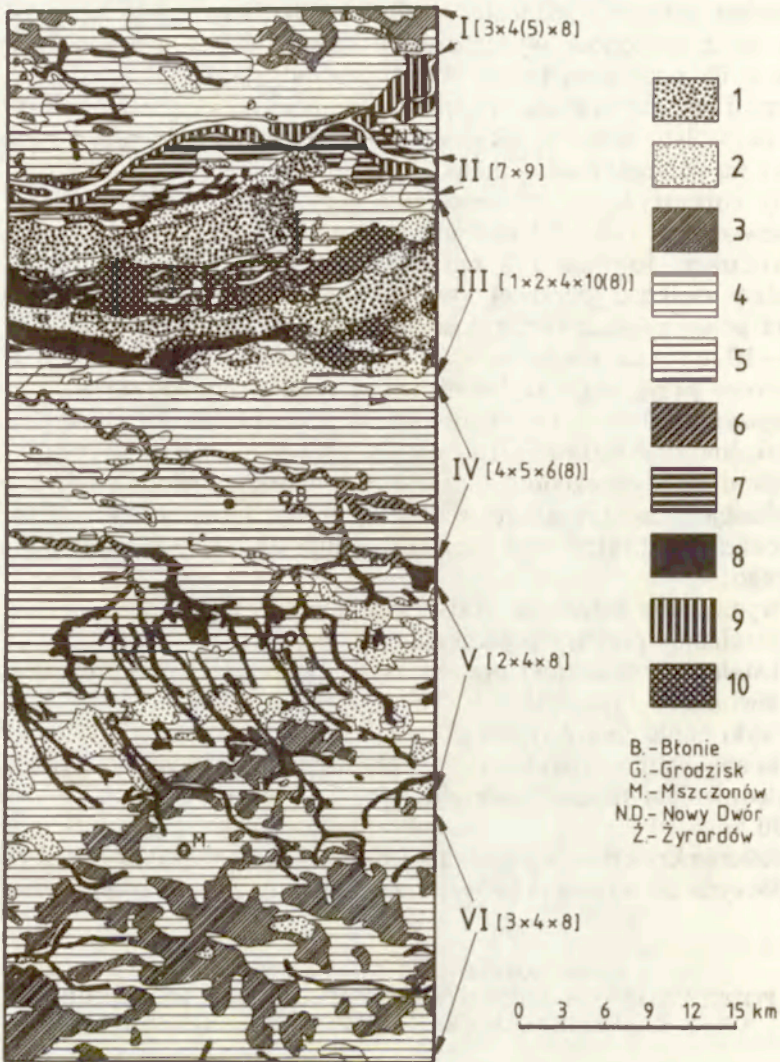 I [3×4(5)×8]
II [7×9]
III [1×2×4×10(8)]
IV [4×5×6(8)]
V [2×4×8]
VI [3×4×8]
N.D.
B.
G.
Ż.
M.
1
2
3
4
5
6
7
8
9
10
B.-Błonie
G.-Grodzisk
M.-Mszczonów
N.D.-Nowy Dwór
Ż.-Żyrardów
0 3 6 9 12 15 km